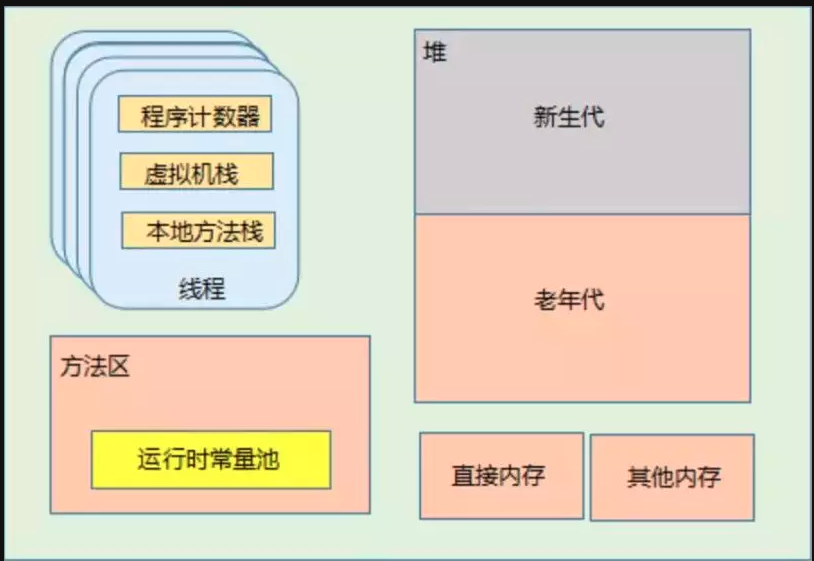 程序计数器
虚拟机栈
本地方法栈
线程
堆
新生代
老年代
方法区
运行时常量池
直接内存
其他内存